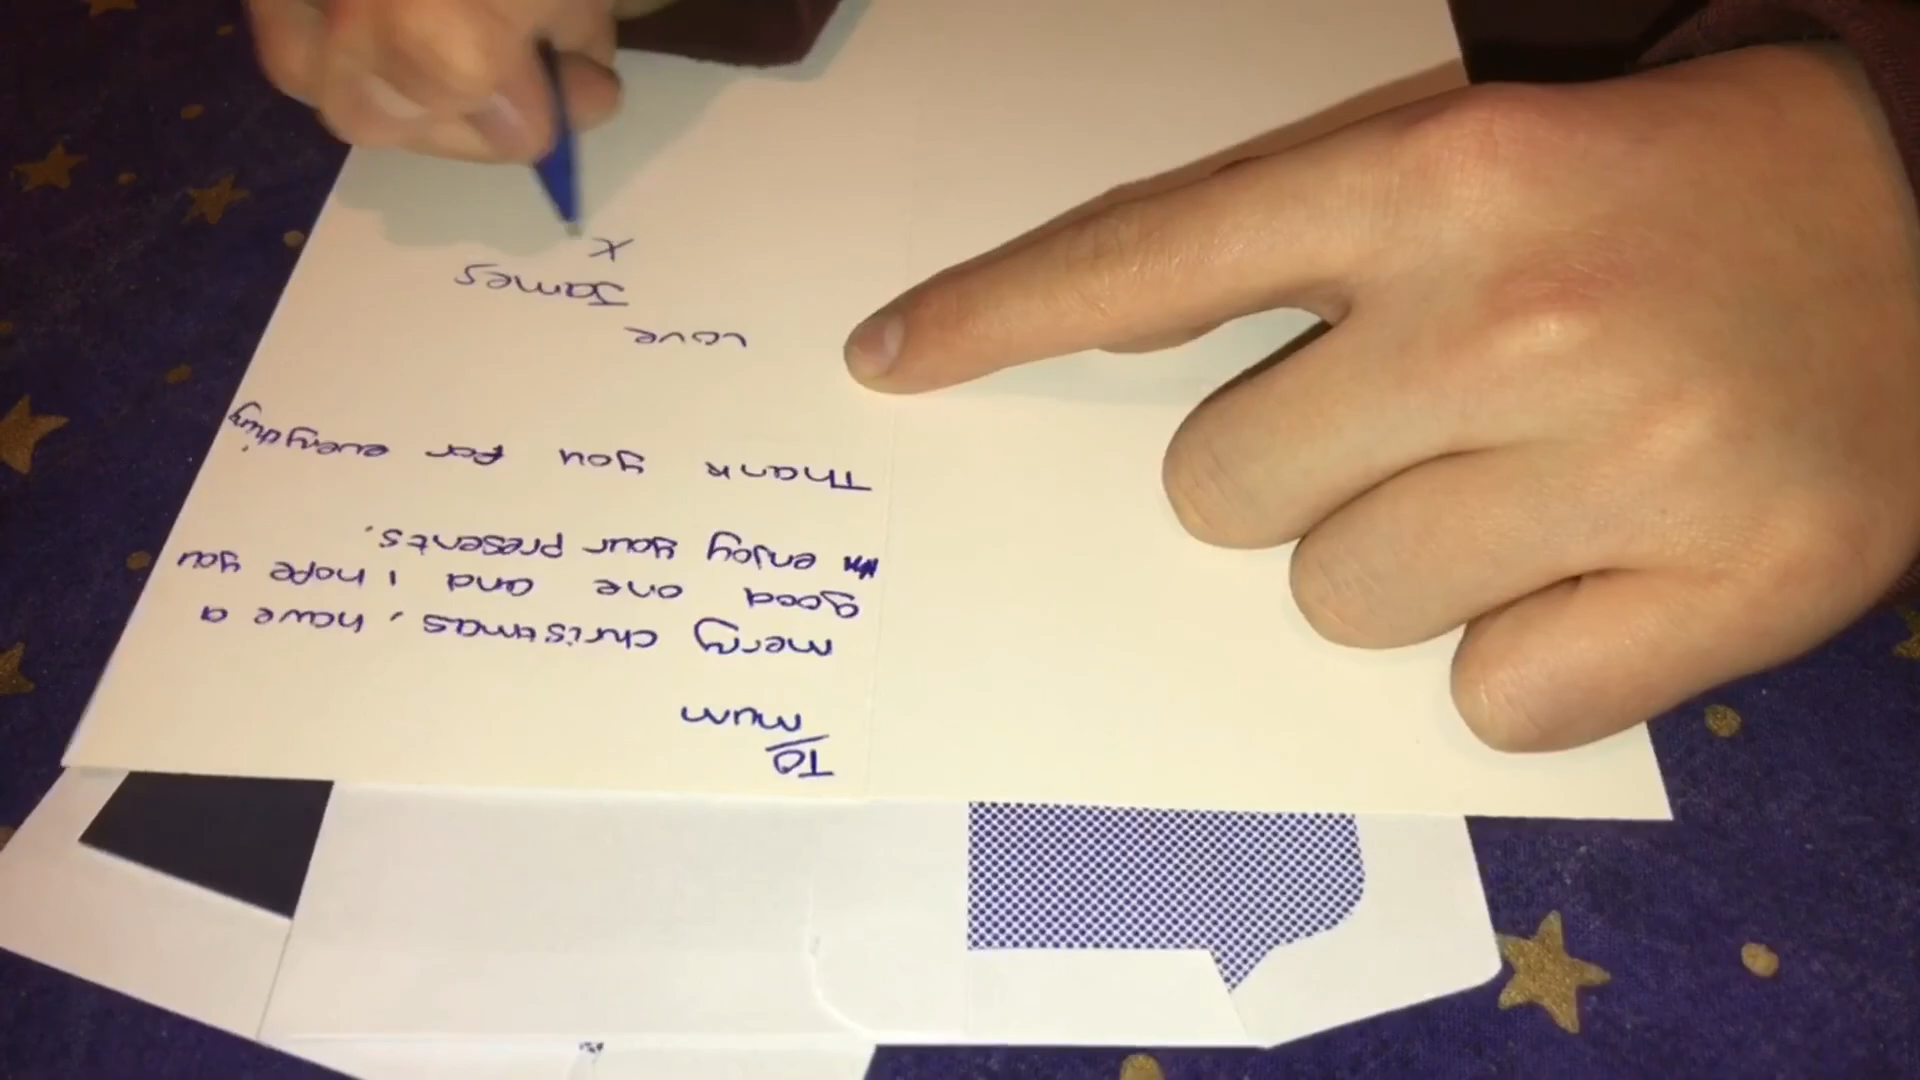 To
mum
merry christmas, have a
good one and i hope you
enjoy your presents.
Thank you for everything
Love
James
x